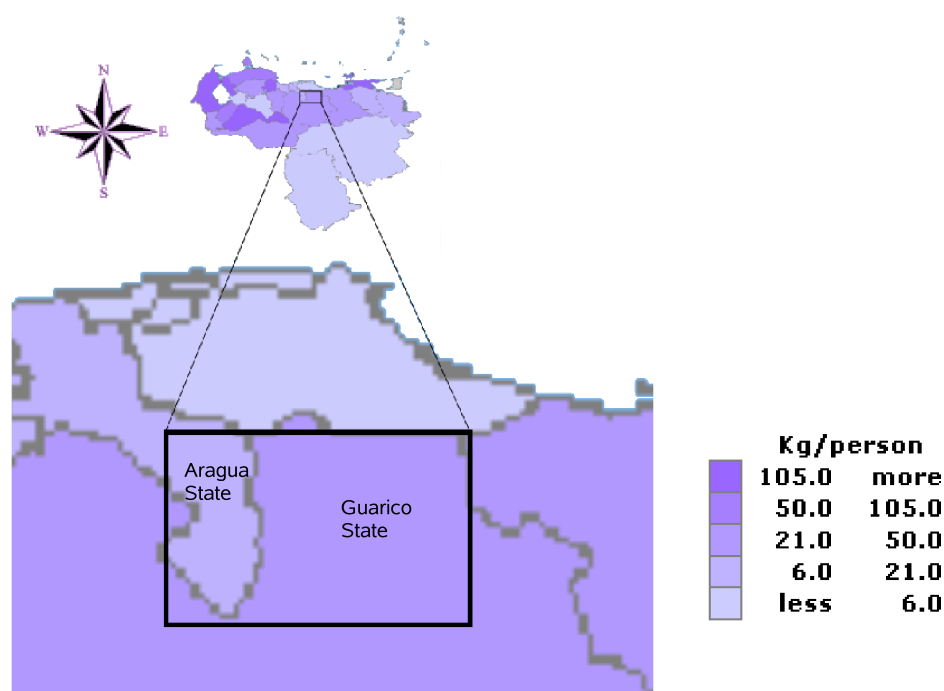 N
W
E
S
Aragua
State
Guarico
State
Kg/person
105.0 more
50.0 105.0
21.0 50.0
6.0 21.0
less 6.0